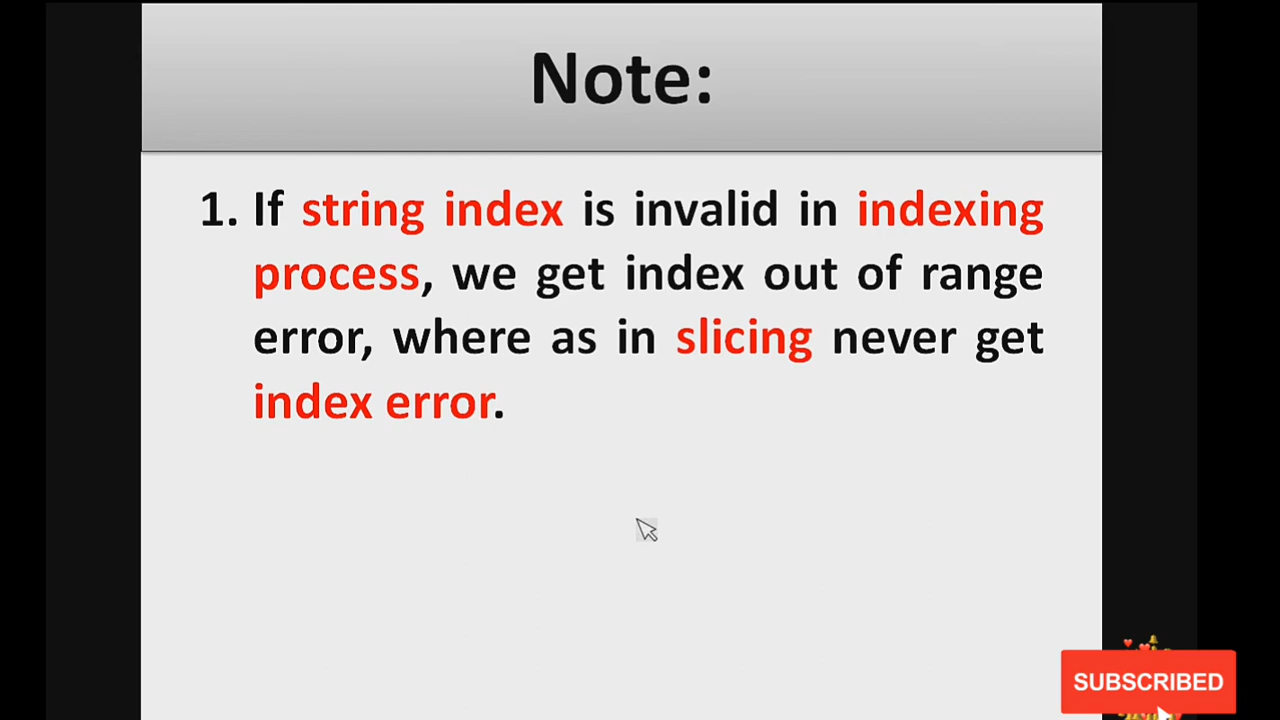 Note:
1. If string index is invalid in indexing
process, we get index out of range
error, where as in slicing never get
index error.
SUBSCRIBED